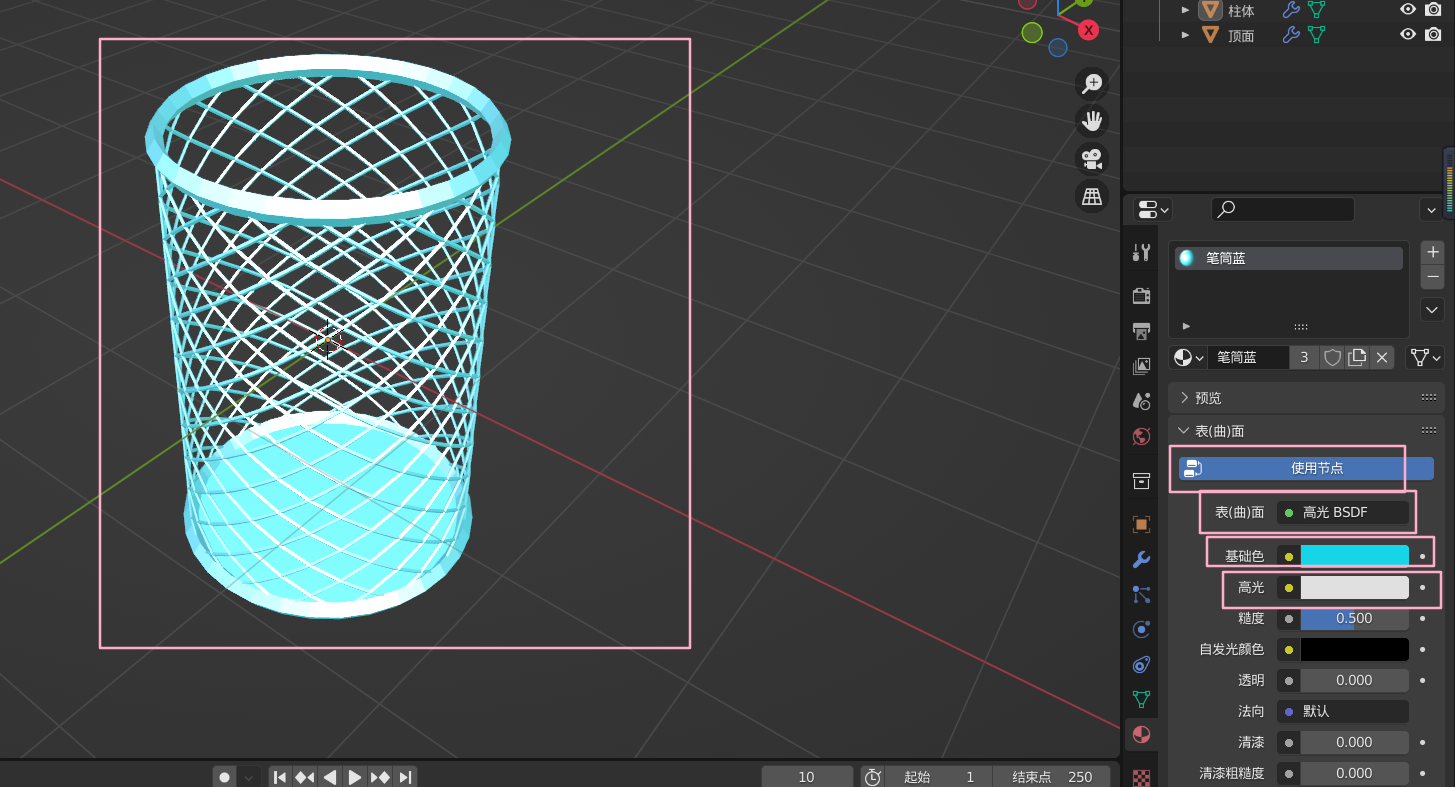 柱体
X
顶面
笔筒蓝
笔筒蓝 3
预览
表(曲)面
使用节点
表(曲)面 高光 BSDF
基础色
高光
糙度 0.500
自发光颜色
透明 0.000
法向 默认
清漆 0.000
清漆粗糙度 0.000
10 起始 1 结束点 250